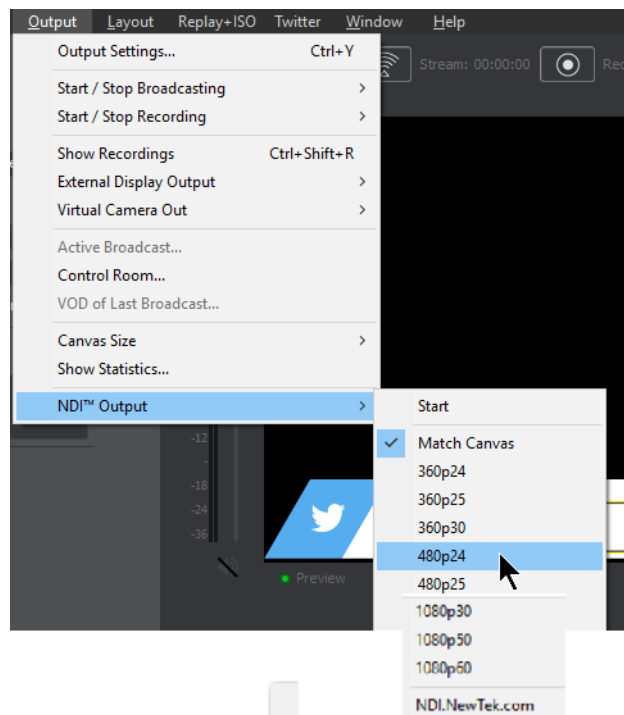 Output Layout Replay+ISO Twitter Window Help
Output Settings... Ctrl+Y
Stream: 00:00:00 Rec
Start / Stop Broadcasting
Start / Stop Recording
Show Recordings Ctrl+Shift+R
External Display Output
Virtual Camera Out
Active Broadcast...
Control Room...
VOD of Last Broadcast...
Canvas Size
Show Statistics...
NDI™ Output
Start
Match Canvas
360p24
360p25
360p30
480p24
480p25
1080p30
1080p50
1080p60
NDI.NewTek.com
-12
-
-18
-24
-36
Preview